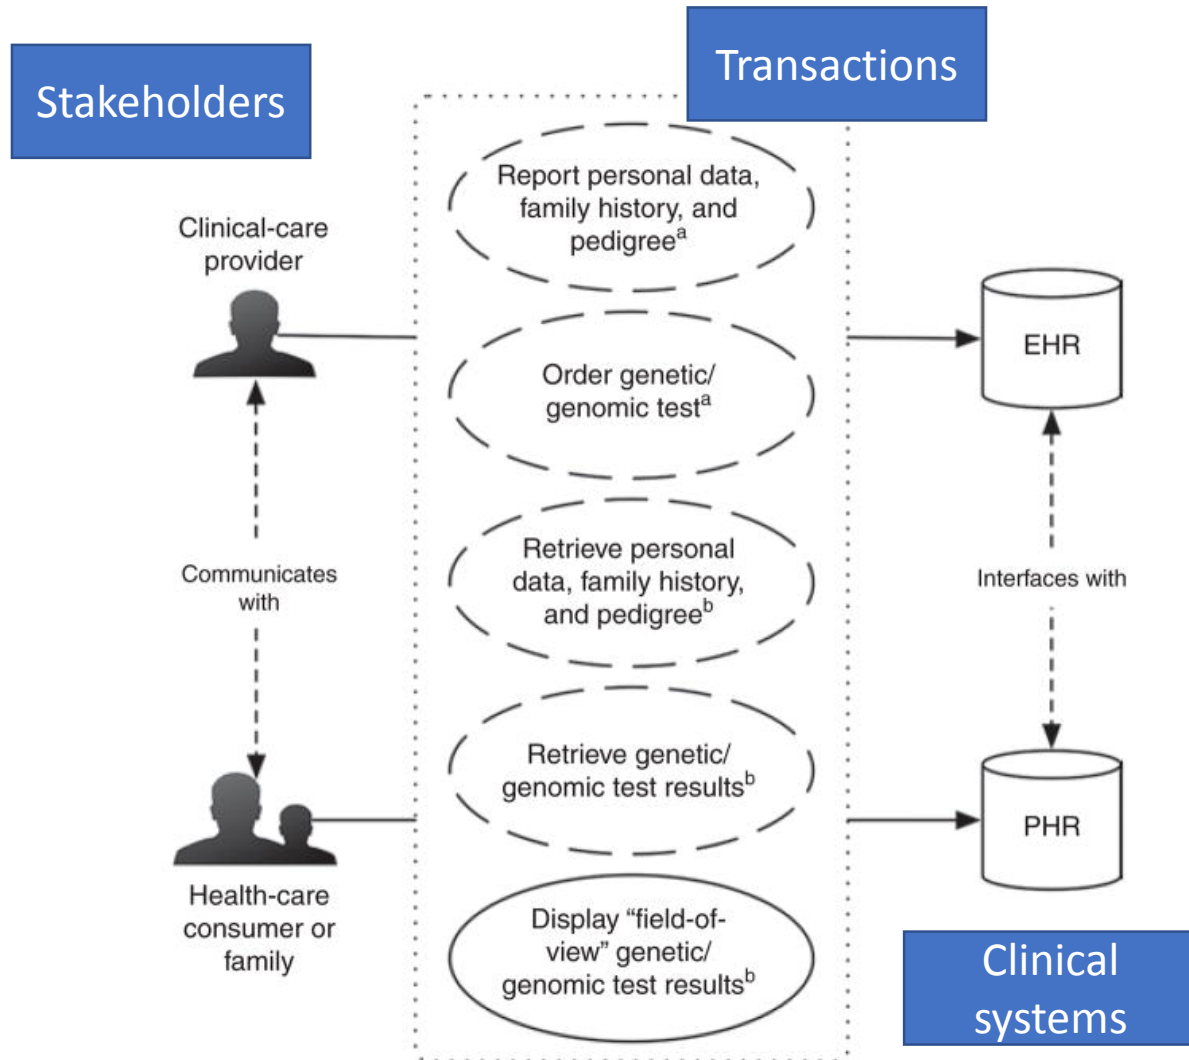 Stakeholders
Transactions
Clinical-care
provider
Communicates
with
Health-care
consumer or
family
Report personal data,
family history, and
pedigreeᵃ
Order genetic/
genomic testᵃ
Retrieve personal
data, family history,
and pedigreeᵇ
Retrieve genetic/
genomic test resultsᵇ
Display “field-of-
view” genetic/
genomic test resultsᵇ
EHR
Interfaces with
PHR
Clinical
systems